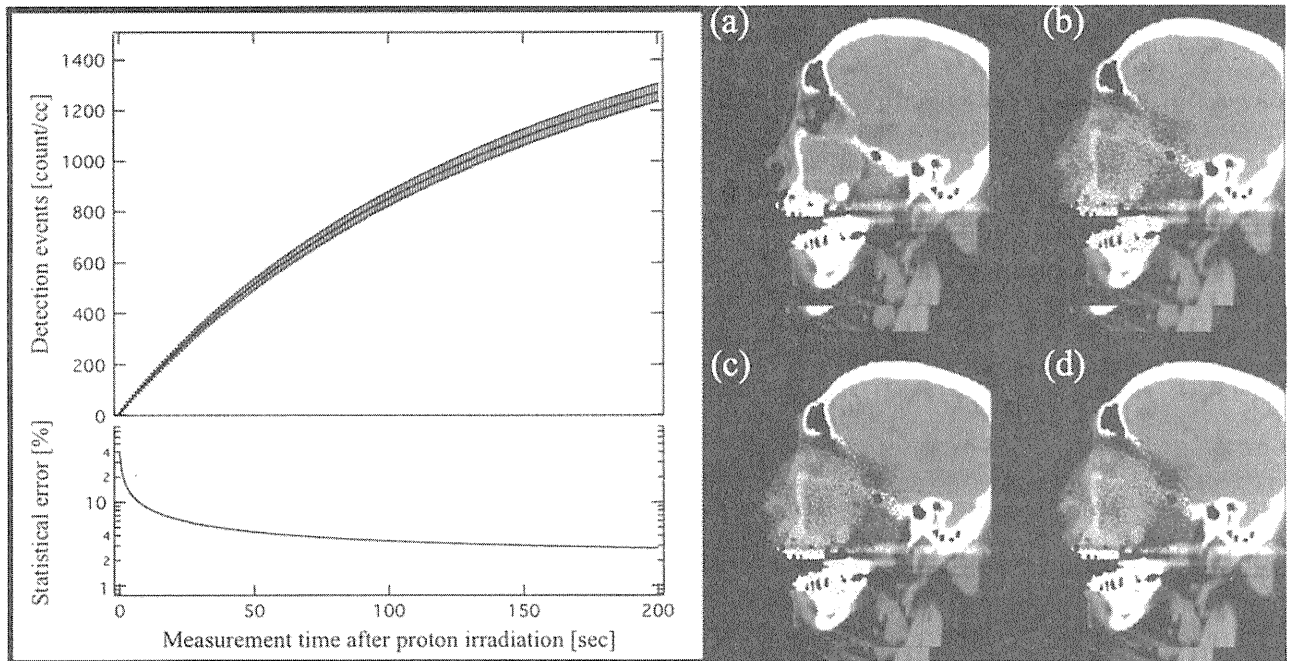 1400
1200
1000
800
600
400
200
0
Detection events [count/cc]
4
2
10
4
2
1
Statistical error [%]
0
50
100
150
200
Measurement time after proton irradiation [sec]
(a)
(b)
(c)
(d)